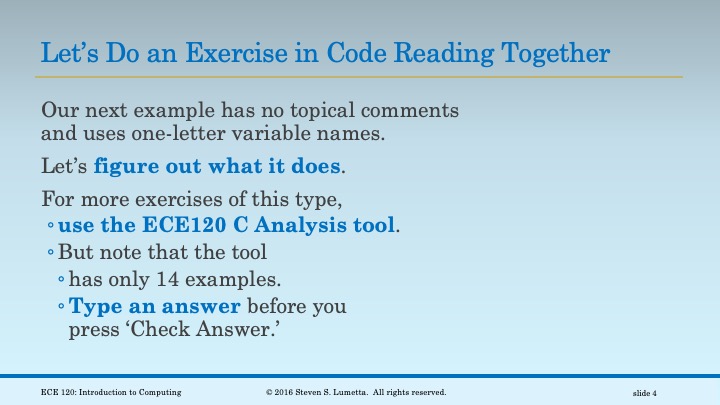 Let’s Do an Exercise in Code Reading Together
Our next example has no topical comments
and uses one-letter variable names.
Let’s figure out what it does.
For more exercises of this type,
◦use the ECE120 C Analysis tool.
◦But note that the tool
◦has only 14 examples.
◦Type an answer before you
press ‘Check Answer.’
ECE 120: Introduction to Computing
© 2016 Steven S. Lumetta.  All rights reserved.
slide 4